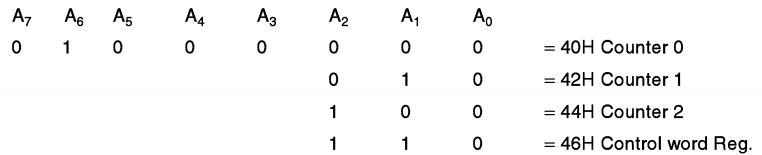 A7 A6 A5 A4 A3 A2 A1 A0
0 1 0 0 0 0 0 0 = 40H Counter 0
0 1 0 = 42H Counter 1
1 0 0 = 44H Counter 2
1 1 0 = 46H Control word Reg.